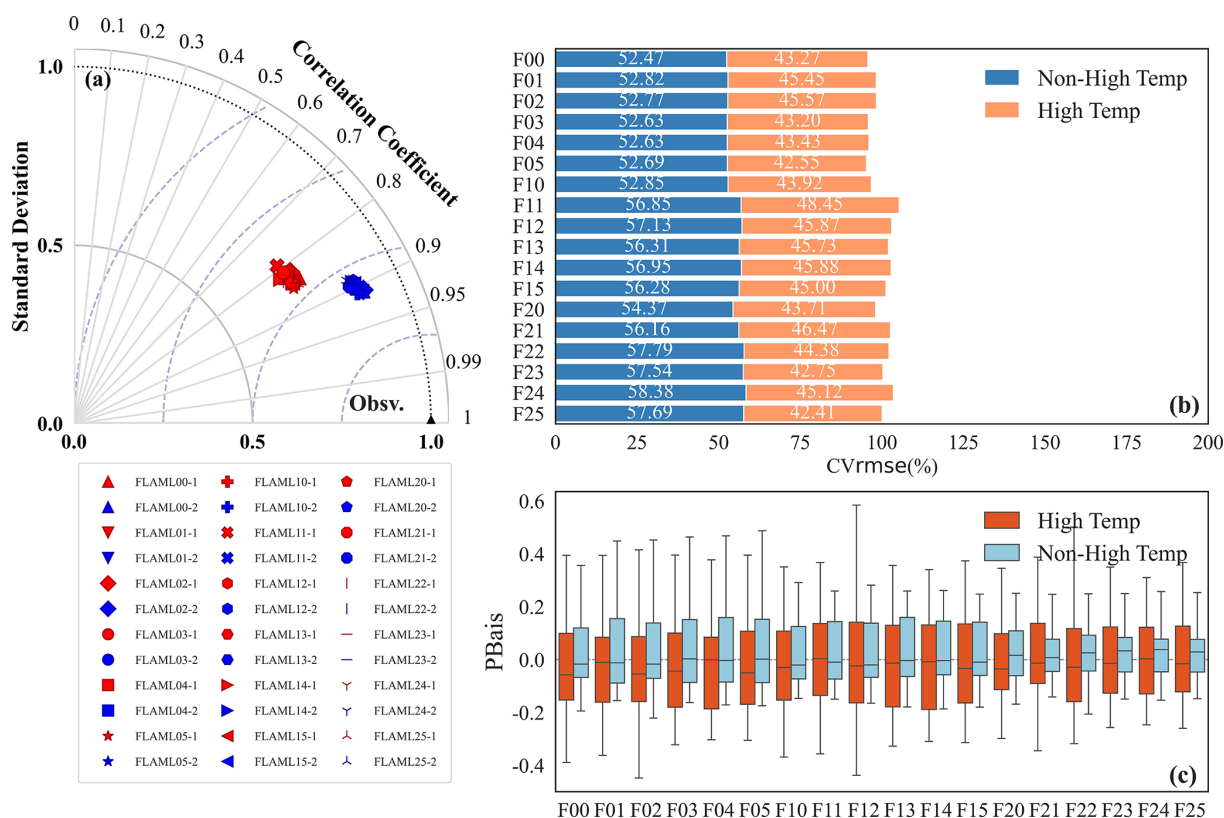 0 0.1 0.2 0.3 0.4 0.5 0.6 0.7 0.8 0.9 0.95 0.99 1
Correlation Coefficient
(a)
Standard Deviation
1.0
0.5
0.0
Obsv.
0.0 0.5 1.0
FLAML00-1 FLAML10-1 FLAML20-1
FLAML00-2 FLAML10-2 FLAML20-2
FLAML01-1 FLAML11-1 FLAML21-1
FLAML01-2 FLAML11-2 FLAML21-2
FLAML02-1 FLAML12-1 FLAML22-1
FLAML02-2 FLAML12-2 FLAML22-2
FLAML03-1 FLAML13-1 FLAML23-1
FLAML03-2 FLAML13-2 FLAML23-2
FLAML04-1 FLAML14-1 FLAML24-1
FLAML04-2 FLAML14-2 FLAML24-2
FLAML05-1 FLAML15-1 FLAML25-1
FLAML05-2 FLAML15-2 FLAML25-2
F00 52.47 43.27
F01 52.82 45.45
F02 52.77 45.57
F03 52.63 43.20
F04 52.63 43.43
F05 52.69 42.55
F10 52.85 43.92
F11 56.85 48.45
F12 57.13 45.87
F13 56.31 45.73
F14 56.95 45.88
F15 56.28 45.00
F20 54.37 43.71
F21 56.16 46.47
F22 57.79 44.38
F23 57.54 42.75
F24 58.38 45.12
F25 57.69 42.41
Non-High Temp
High Temp
(b)
0 25 50 75 100 125 150 175 200
CVrmse(%)
PBais
0.6
0.4
0.2
0.0
-0.2
-0.4
High Temp
Non-High Temp
(c)
F00 F01 F02 F03 F04 F05 F10 F11 F12 F13 F14 F15 F20 F21 F22 F23 F24 F25